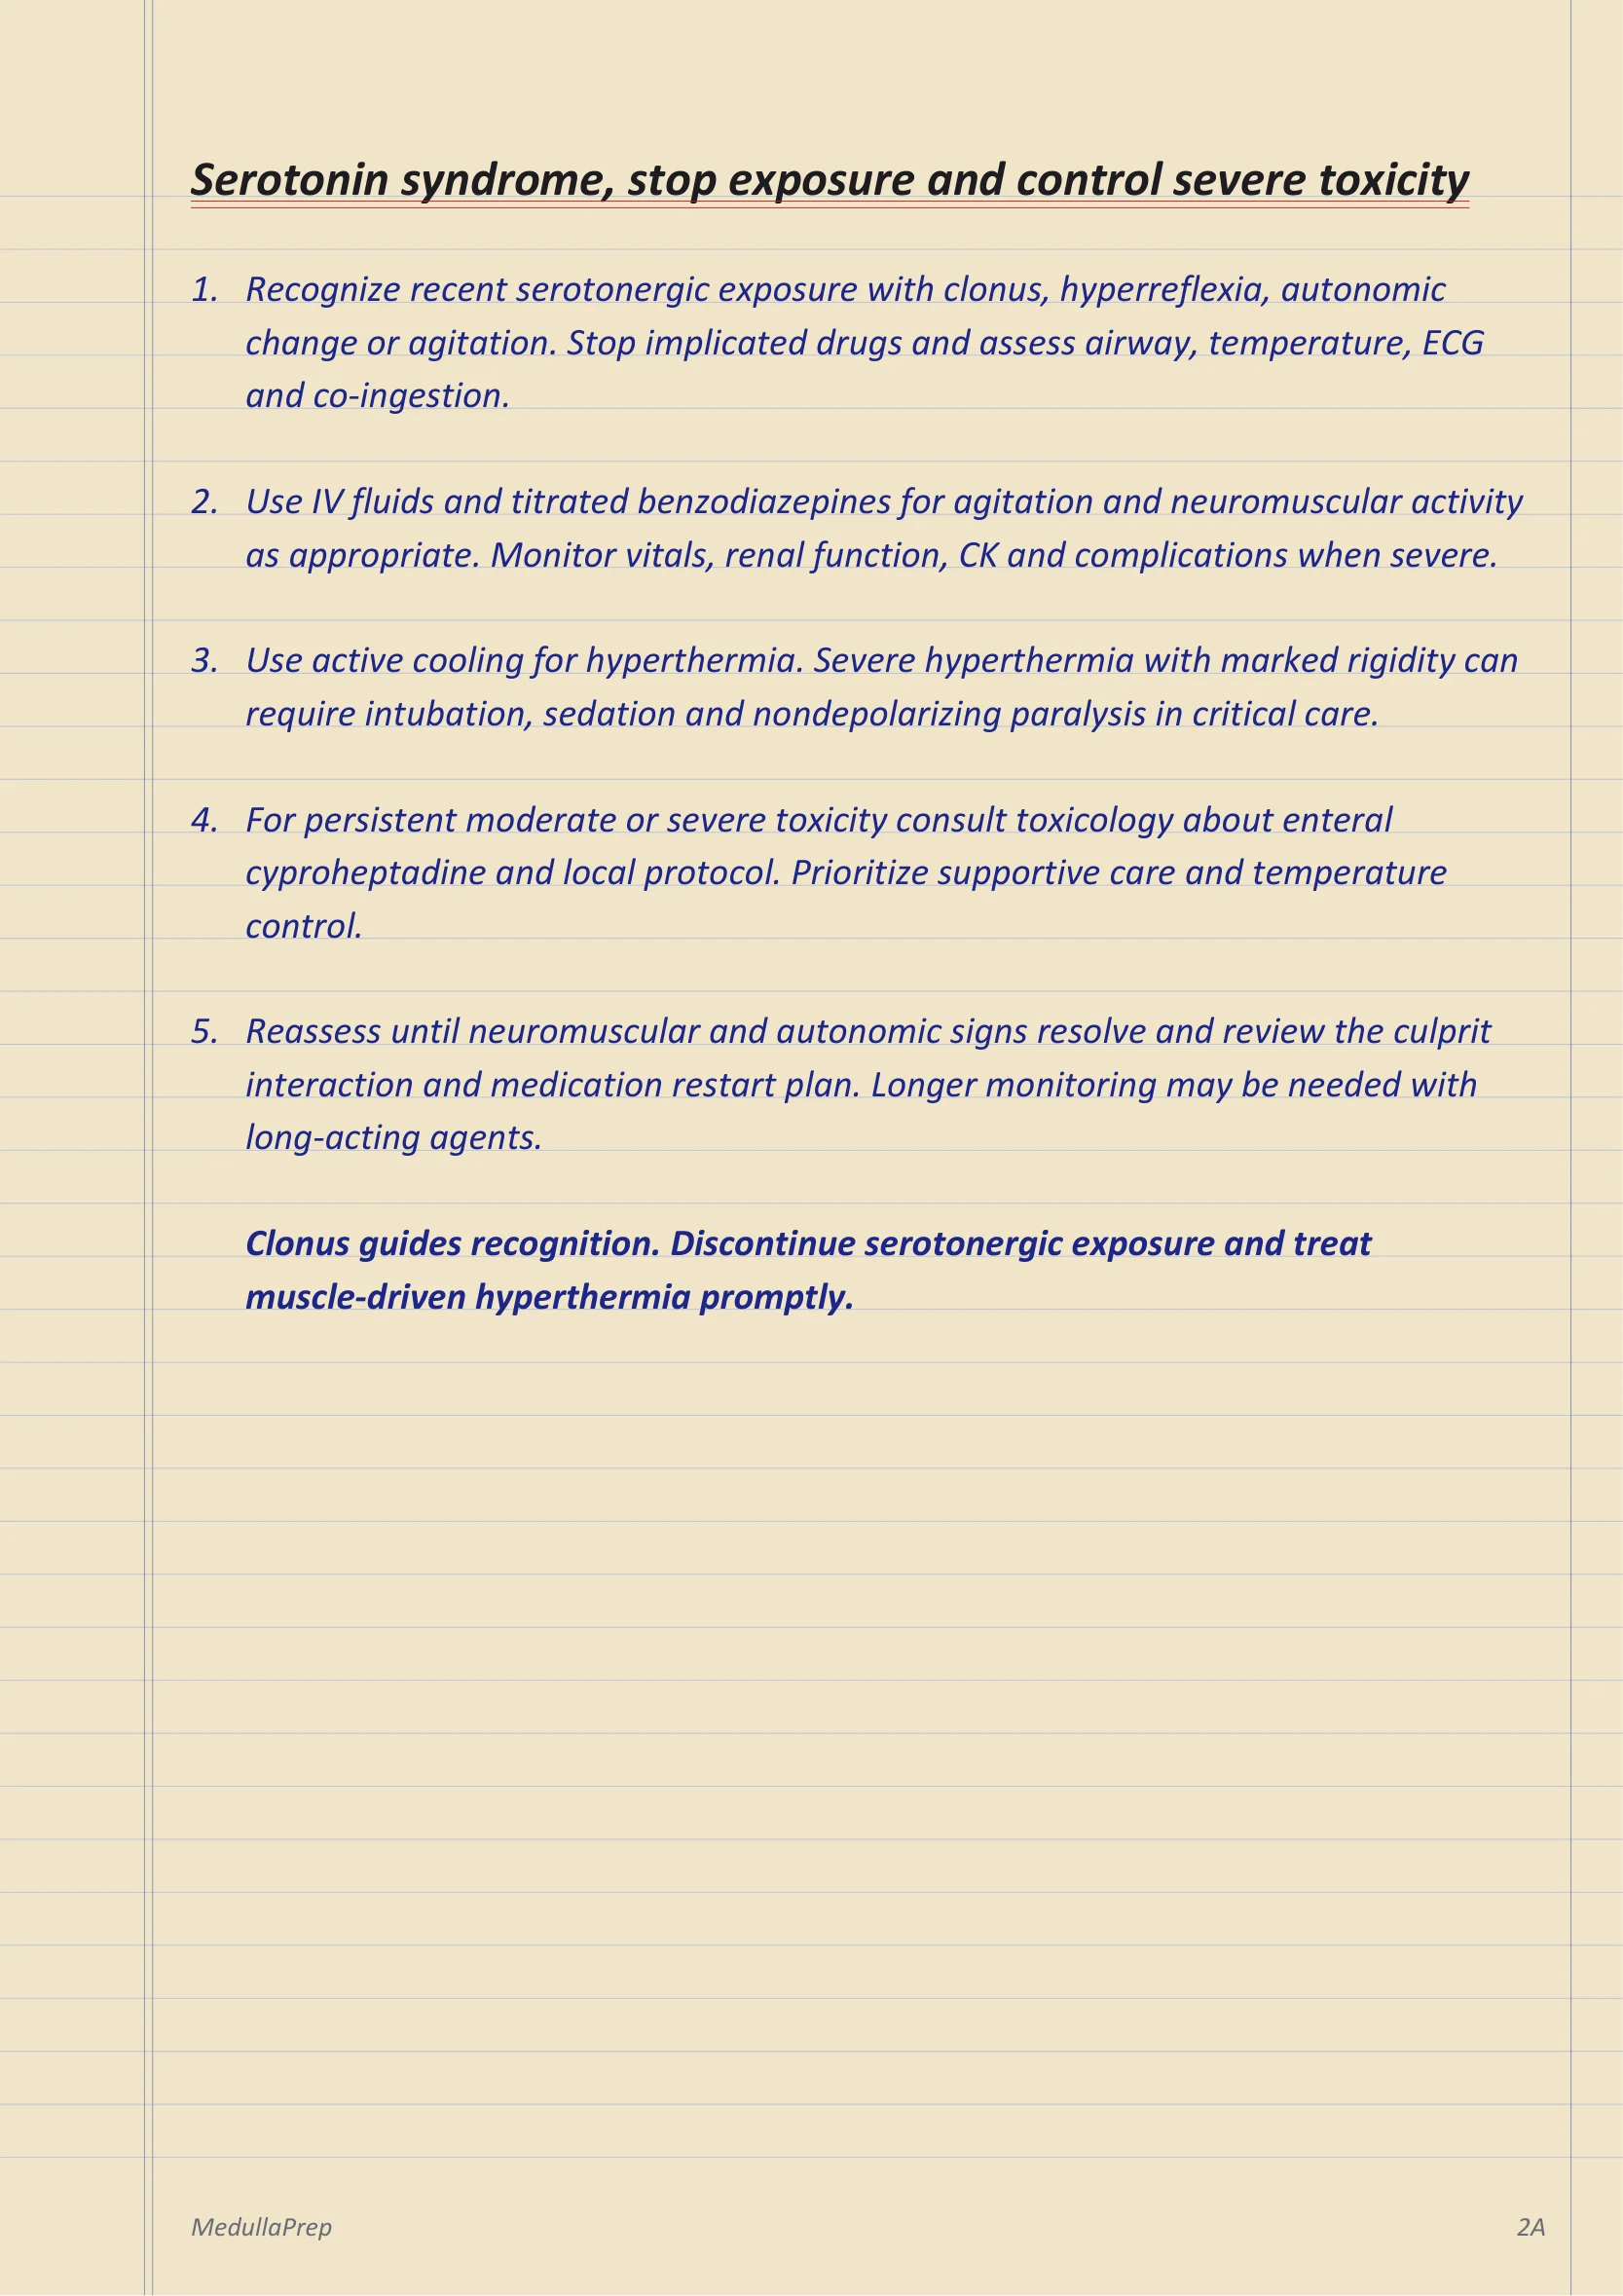 Serotonin syndrome, stop exposure and control severe toxicity
1. Recognize recent serotonergic exposure with clonus, hyperreflexia, autonomic
change or agitation. Stop implicated drugs and assess airway, temperature, ECG
and co-ingestion.
2. Use IV fluids and titrated benzodiazepines for agitation and neuromuscular activity
as appropriate. Monitor vitals, renal function, CK and complications when severe.
3. Use active cooling for hyperthermia. Severe hyperthermia with marked rigidity can
require intubation, sedation and nondepolarizing paralysis in critical care.
4. For persistent moderate or severe toxicity consult toxicology about enteral
cyproheptadine and local protocol. Prioritize supportive care and temperature
control.
5. Reassess until neuromuscular and autonomic signs resolve and review the culprit
interaction and medication restart plan. Longer monitoring may be needed with
long-acting agents.
Clonus guides recognition. Discontinue serotonergic exposure and treat
muscle-driven hyperthermia promptly.
MedullaPrep
2A